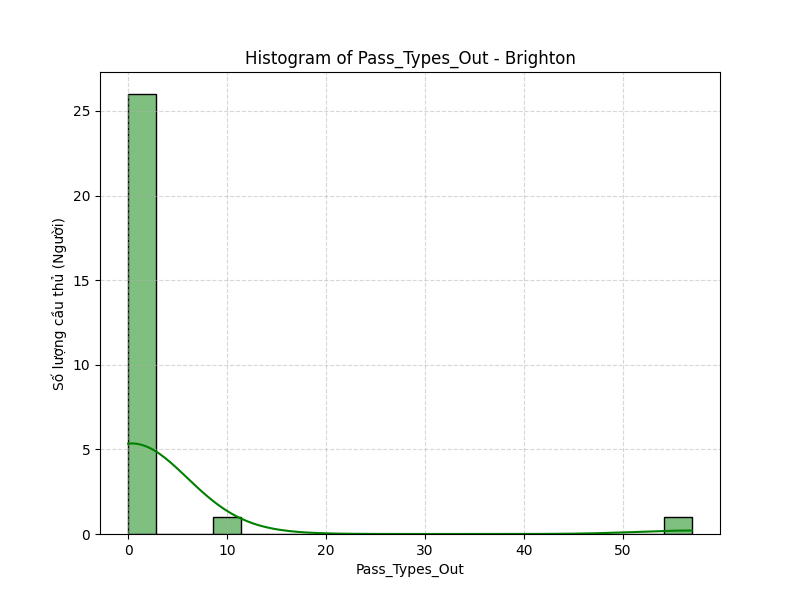 Histogram of Pass_Types_Out - Brighton
Số lượng cầu thủ (Người)
25
20
15
10
5
0
0 10 20 30 40 50
Pass_Types_Out